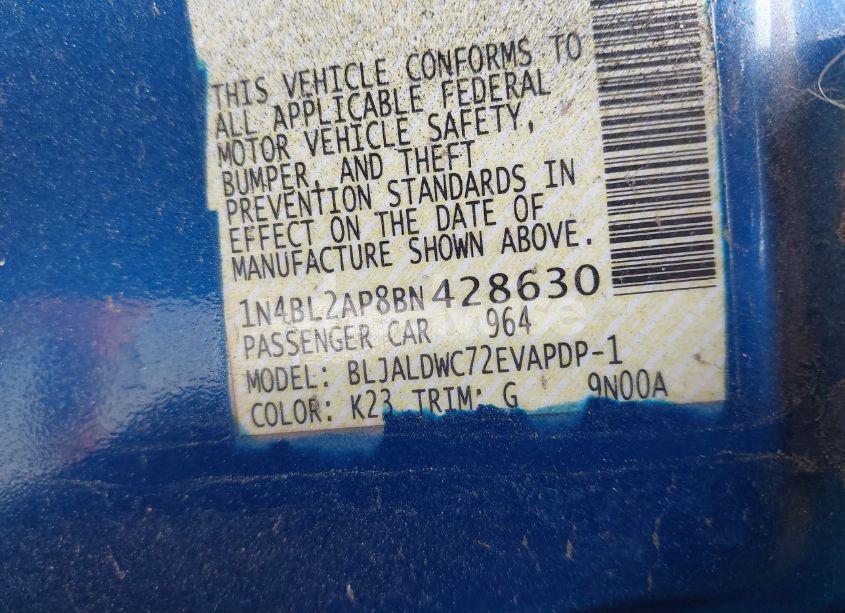 THIS VEHICLE CONFORMS TO
ALL APPLICABLE FEDERAL
MOTOR VEHICLE SAFETY,
BUMPER, AND THEFT
PREVENTION STANDARDS IN
EFFECT ON THE DATE OF
MANUFACTURE SHOWN ABOVE.
1N4BL2AP8BN428630
PASSENGER CAR 964
MODEL: BLJALDWC72EVAPDP-1
COLOR: K23 TRIM: G 9N00A